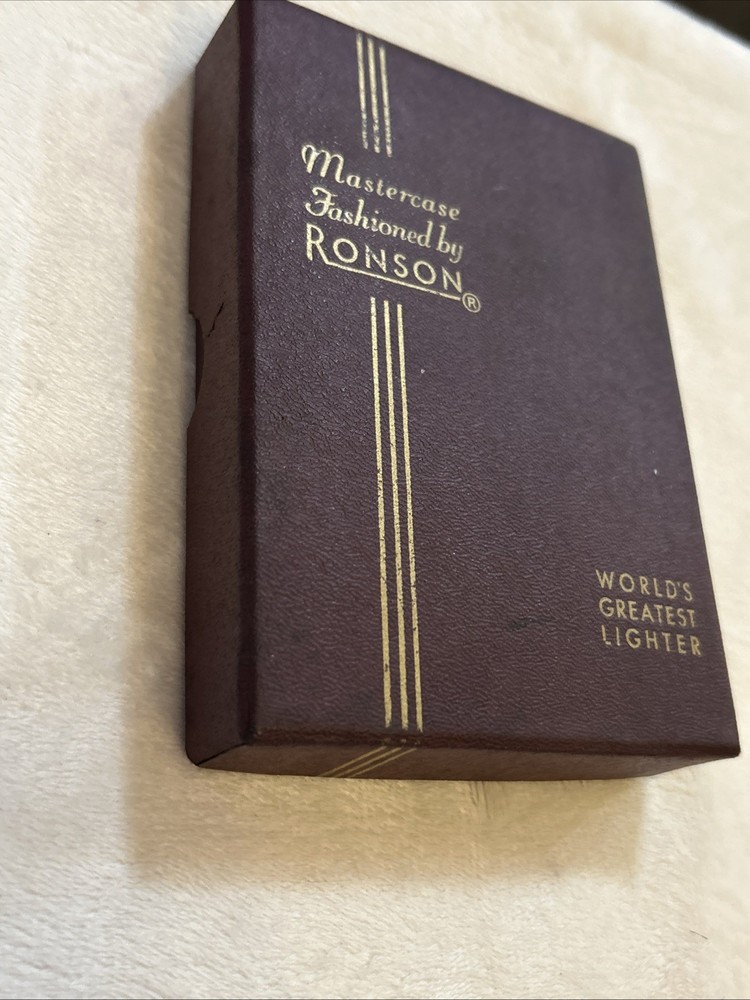 Mastercase
Fashioned by
RONSON®
WORLD'S
GREATEST
LIGHTER